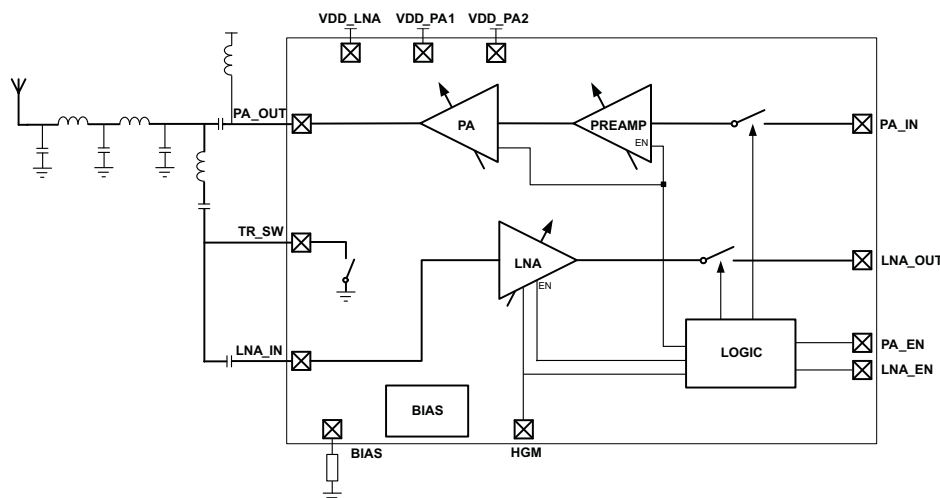 VDD_LNA VDD_PA1 VDD_PA2
PA_OUT
PA
PREAMP
EN
PA_IN
TR_SW
LNA
EN
LNA_OUT
LNA_IN
LOGIC
PA_EN
LNA_EN
BIAS
BIAS
HGM